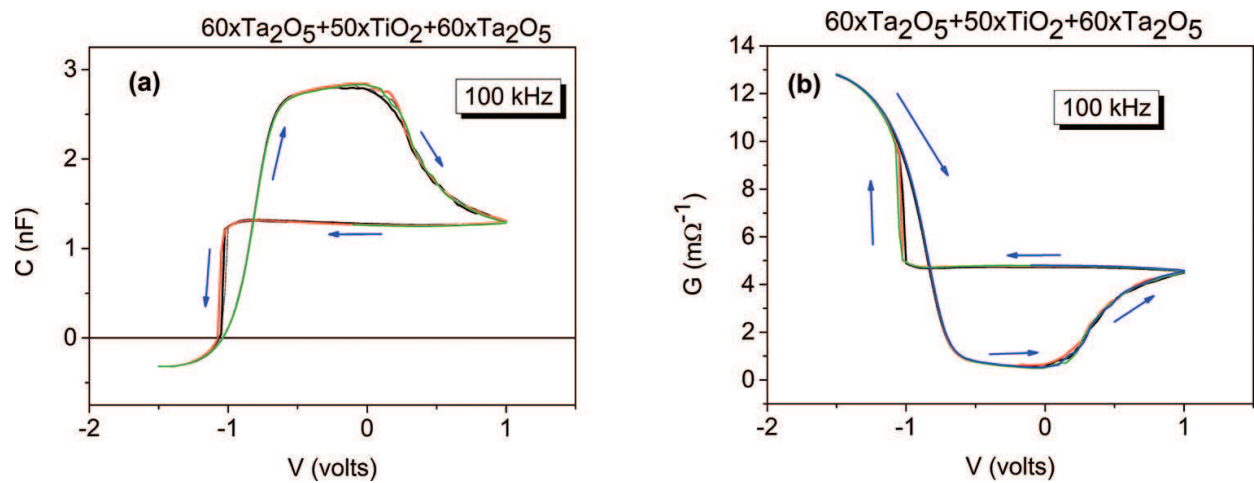 60xTa₂O₅+50xTiO₂+60xTa₂O₅
(a)
100 kHz
3
2
1
0
C (nF)
-2
-1
0
1
V (volts)
60xTa₂O₅+50xTiO₂+60xTa₂O₅
(b)
100 kHz
14
12
10
8
6
4
2
0
G (mΩ⁻¹)
-2
-1
0
1
V (volts)